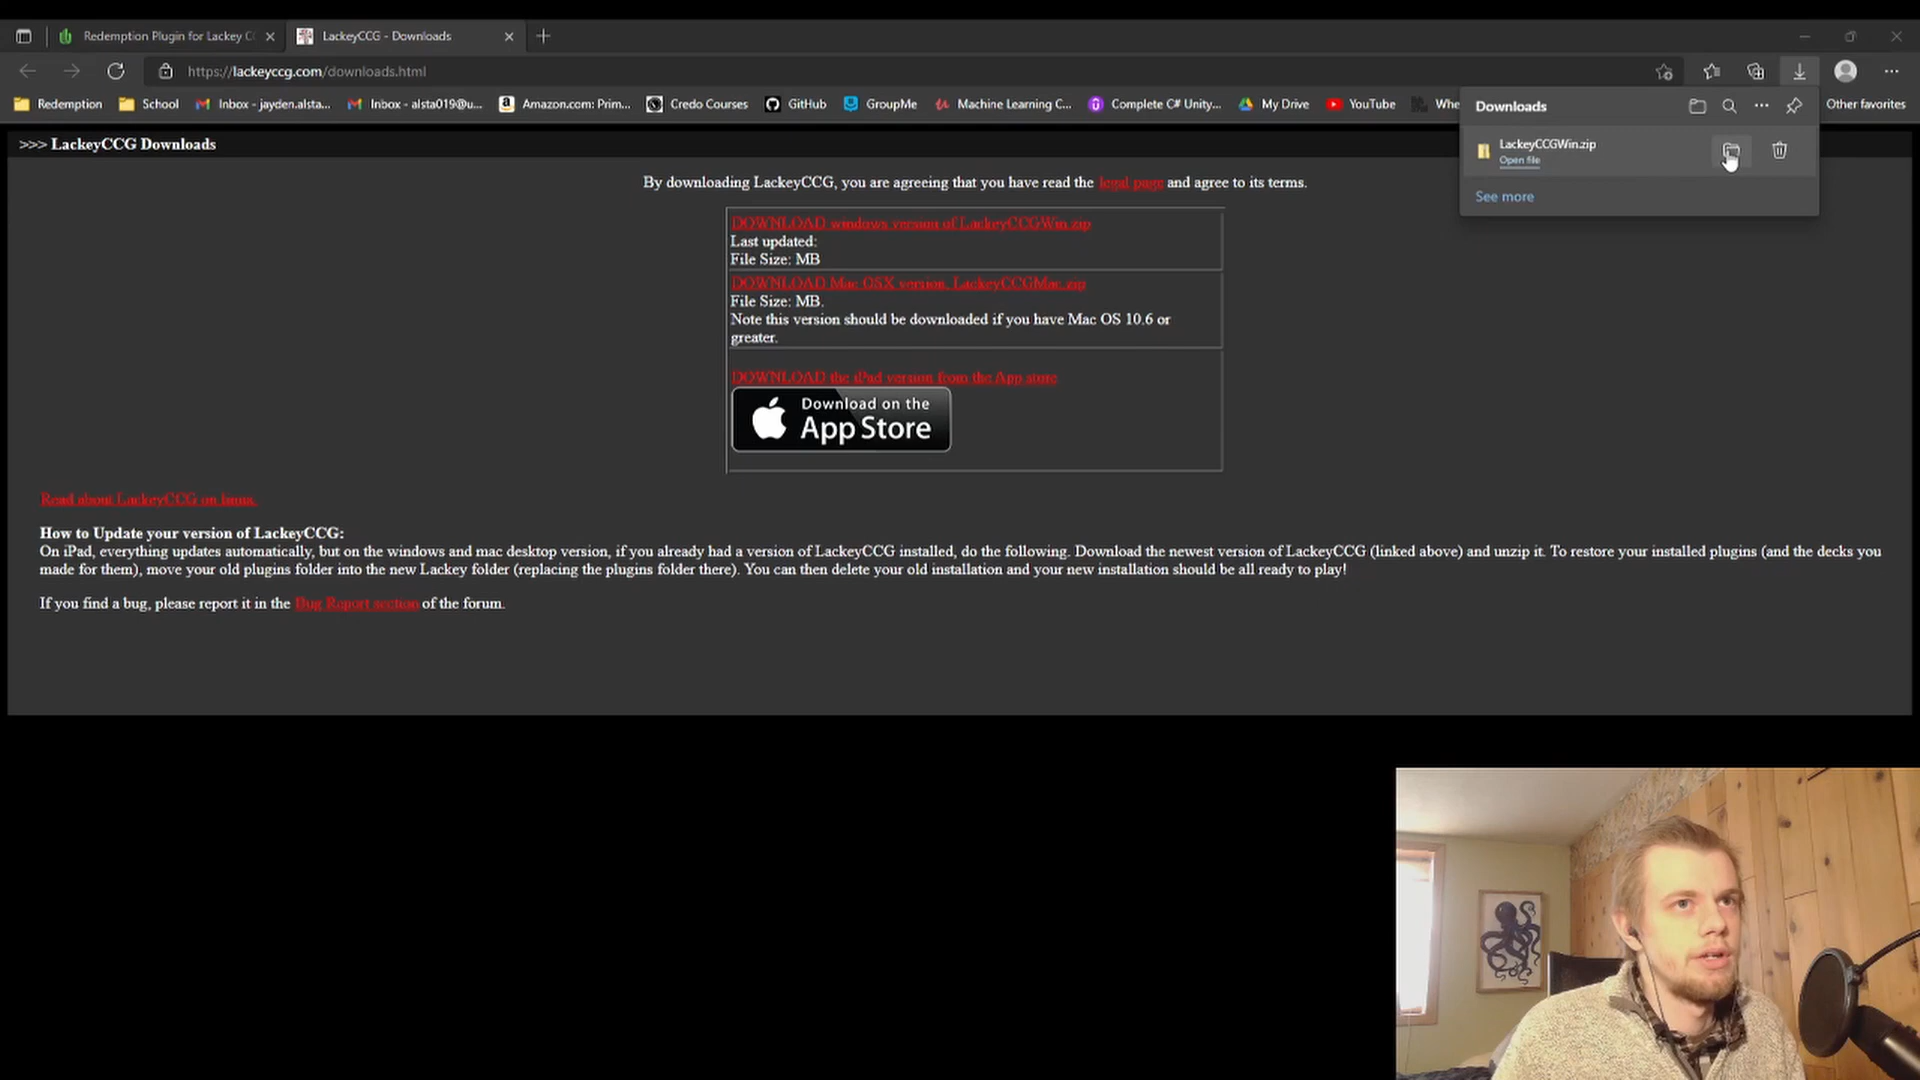 Redemption Plugin for Lackey C
LackeyCCG - Downloads
https://lackeyccg.com/downloads.html
Redemption
School
Inbox - jayden.alsta...
Inbox - alsta019@u...
Amazon.com: Prim...
Credo Courses
GitHub
GroupMe
Machine Learning C...
Complete C# Unity...
My Drive
YouTube
Whe
Other favorites
Downloads
LackeyCCGWin.zip
Open file
See more
>>> LackeyCCG Downloads
By downloading LackeyCCG, you are agreeing that you have read the legal page and agree to its terms.
DOWNLOAD windows version of LackeyCCGWin.zip
Last updated:
File Size: MB
DOWNLOAD Mac OSX version. LackeyCCGMac.zip
File Size: MB.
Note this version should be downloaded if you have Mac OS 10.6 or
greater.
DOWNLOAD the iPad version from the App store
Download on the
App Store
Read about LackeyCCG on
How to Update your version of LackeyCCG:
On iPad, everything updates automatically, but on the windows and mac desktop version, if you already had a version of LackeyCCG installed, do the following. Download the newest version of LackeyCCG (linked above) and unzip it. To restore your installed plugins (and the decks you
made for them), move your old plugins folder into the new Lackey folder (replacing the plugins folder there). You can then delete your old installation and your new installation should be all ready to play!
If you find a bug, please report it in the Bug Report section of the forum.